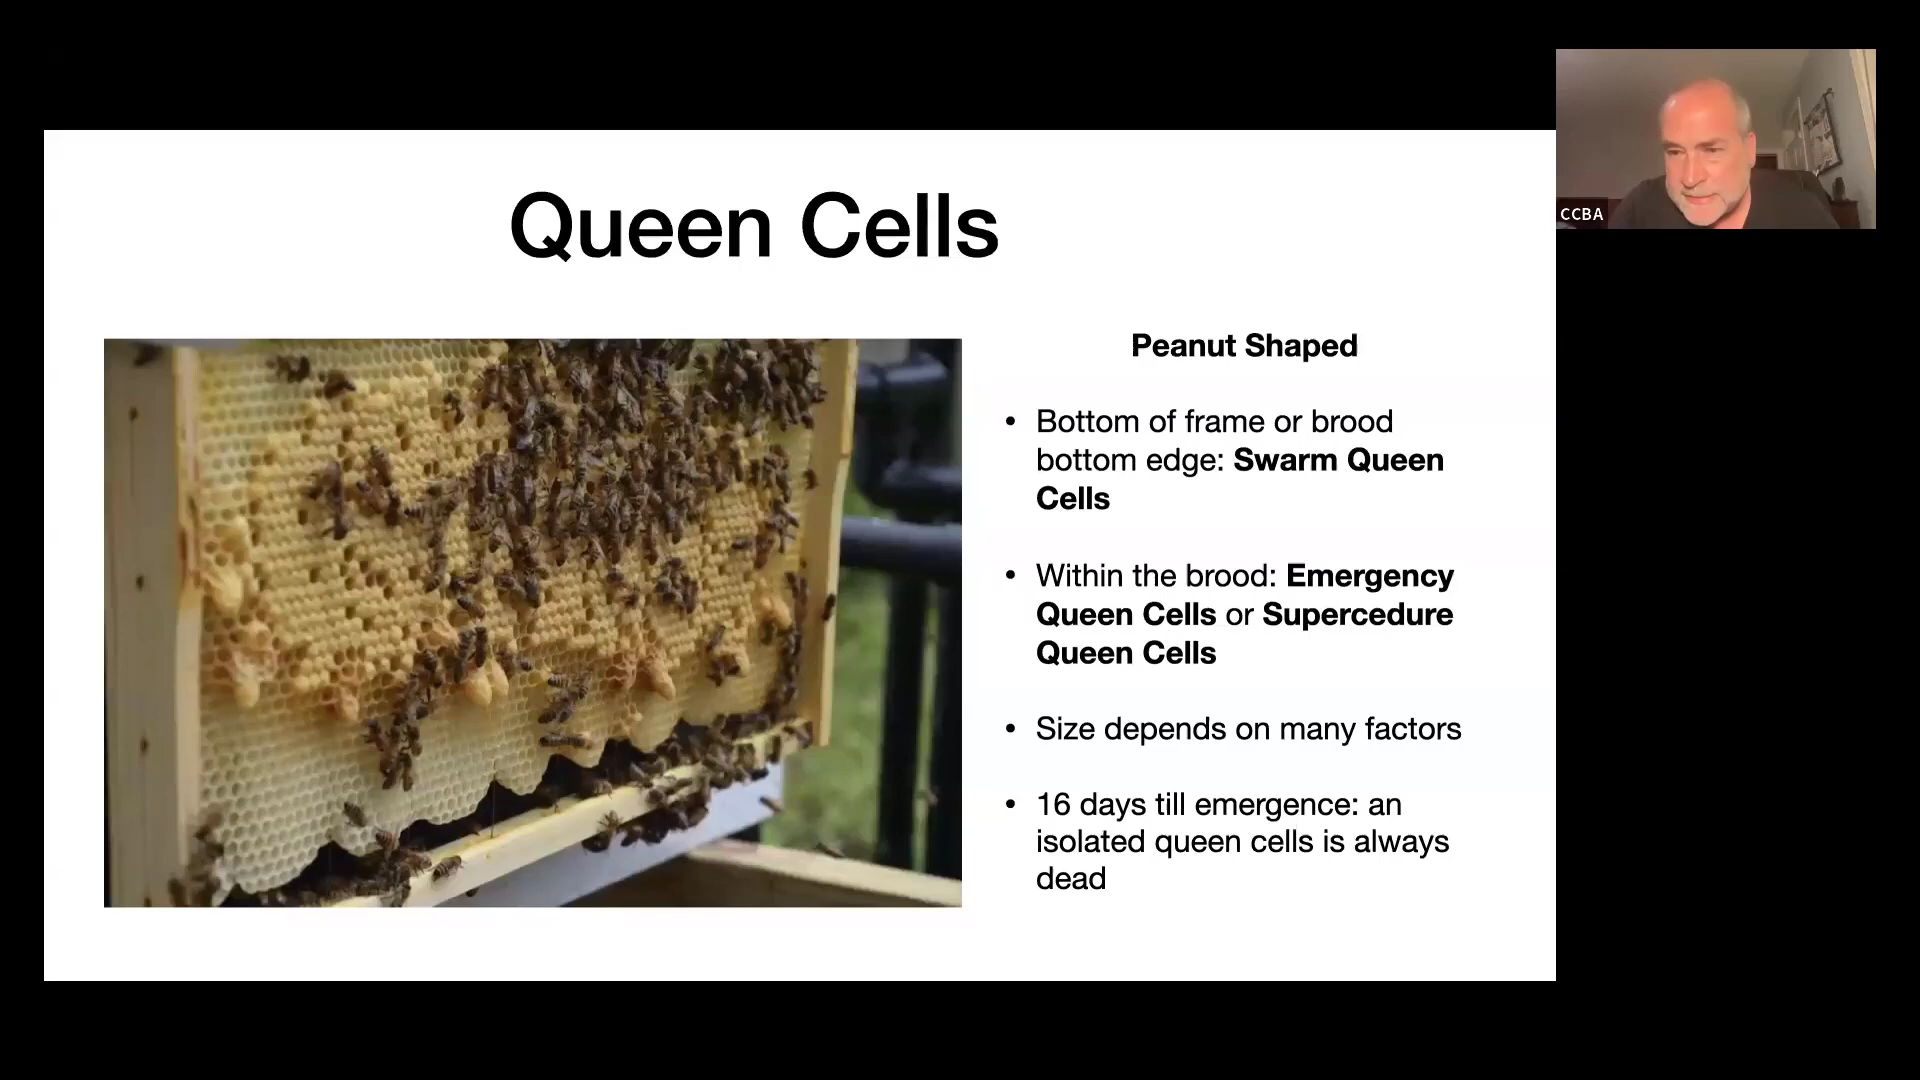 Queen Cells
Peanut Shaped
• Bottom of frame or brood
bottom edge: Swarm Queen
Cells
• Within the brood: Emergency
Queen Cells or Supercedure
Queen Cells
• Size depends on many factors
• 16 days till emergence: an
isolated queen cells is always
dead
CCBA